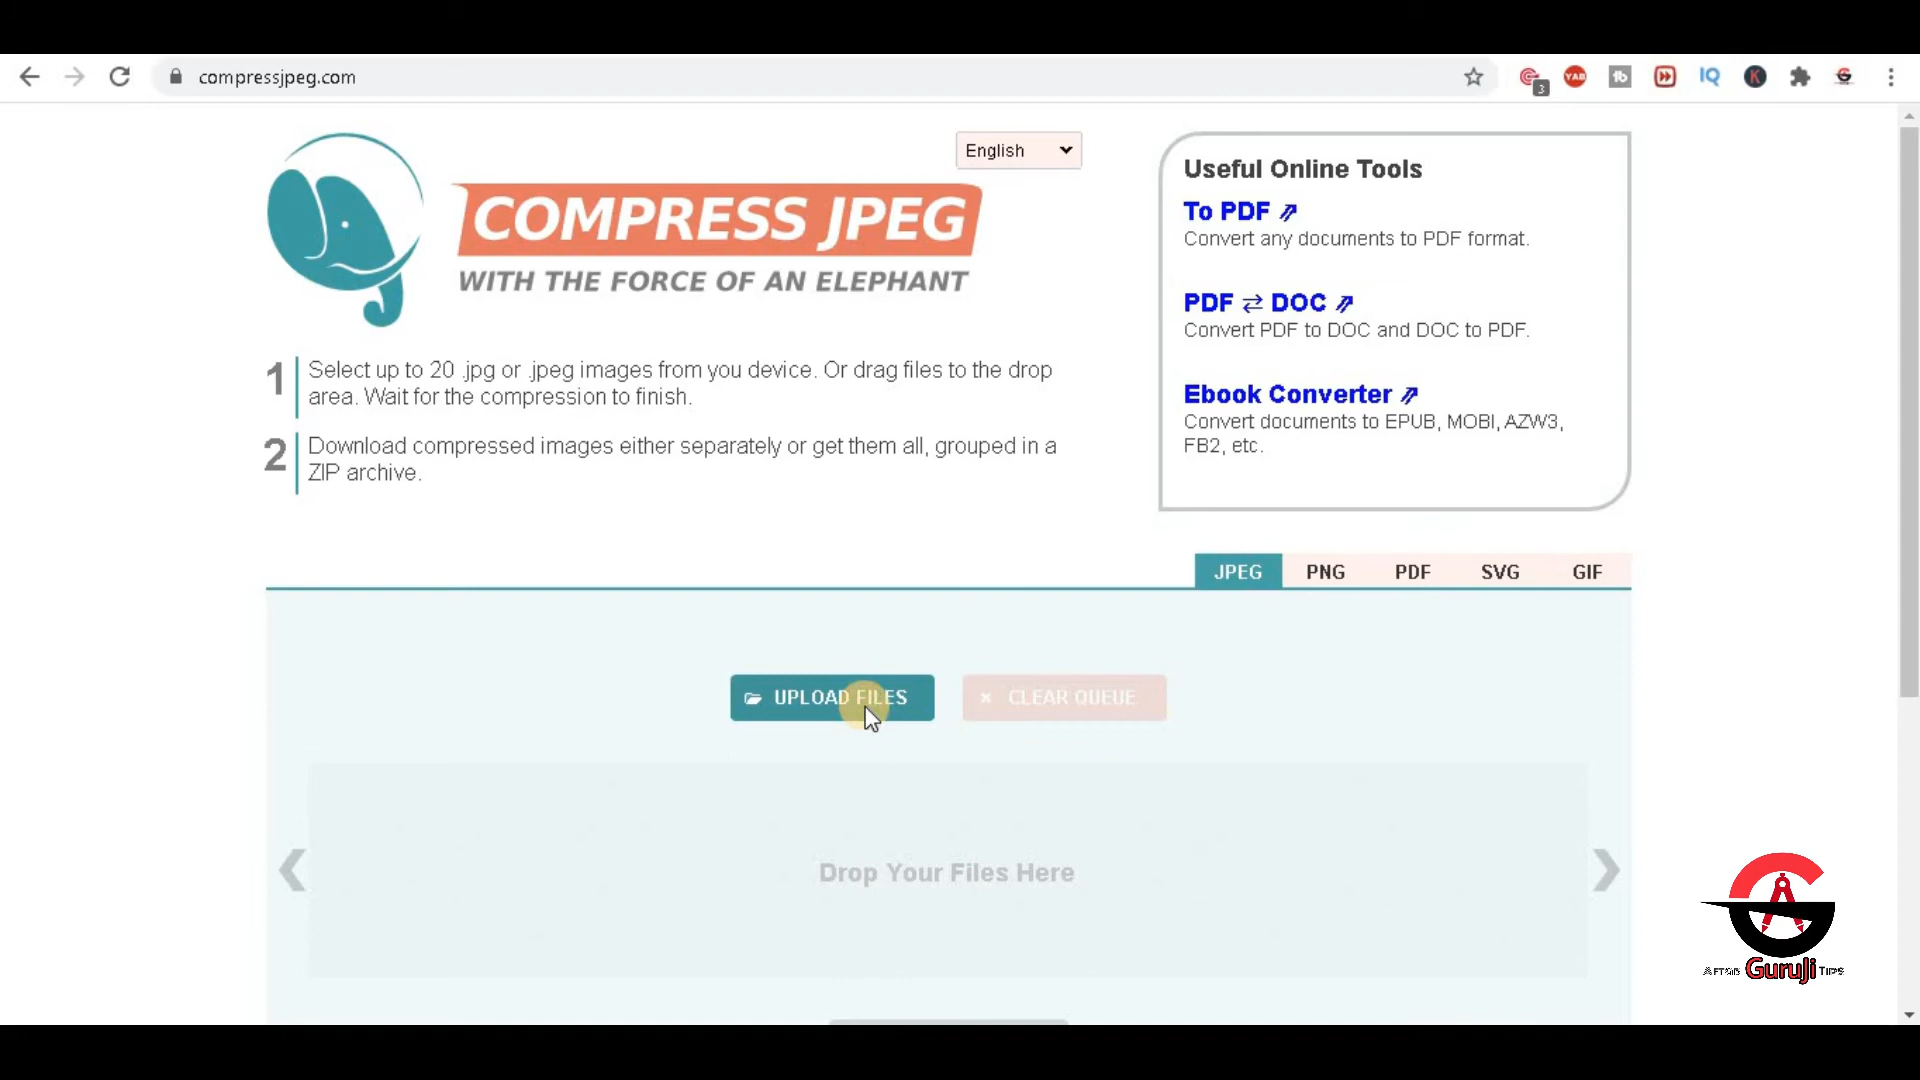 compressjpeg.com
3
YAB
tb
IQ
K
English
COMPRESS JPEG
WITH THE FORCE OF AN ELEPHANT
1
Select up to 20 .jpg or .jpeg images from you device. Or drag files to the drop
area. Wait for the compression to finish.
2
Download compressed images either separately or get them all, grouped in a
ZIP archive.
Useful Online Tools
To PDF
Convert any documents to PDF format.
PDF ⇄ DOC
Convert PDF to DOC and DOC to PDF.
Ebook Converter
Convert documents to EPUB, MOBI, AZW3,
FB2, etc.
JPEG PNG PDF SVG GIF
UPLOAD FILES
CLEAR QUEUE
Drop Your Files Here
GuruJi Tips